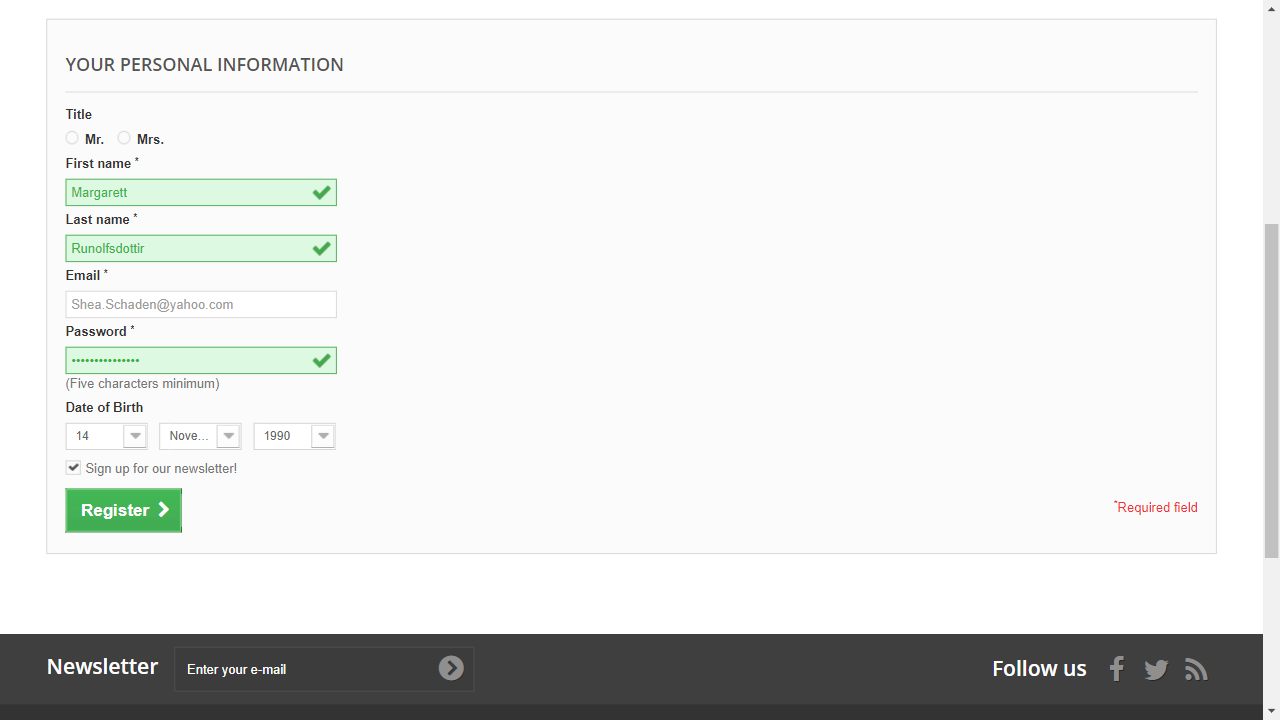 YOUR PERSONAL INFORMATION
Title
Mr. Mrs.
First name *
Margarett
Last name *
Runolfsdottir
Email *
Shea.Schaden@yahoo.com
Password *
•••••••••••••••
(Five characters minimum)
Date of Birth
14 Nove... 1990
Sign up for our newsletter!
Register
*Required field
Newsletter Enter your e-mail Follow us